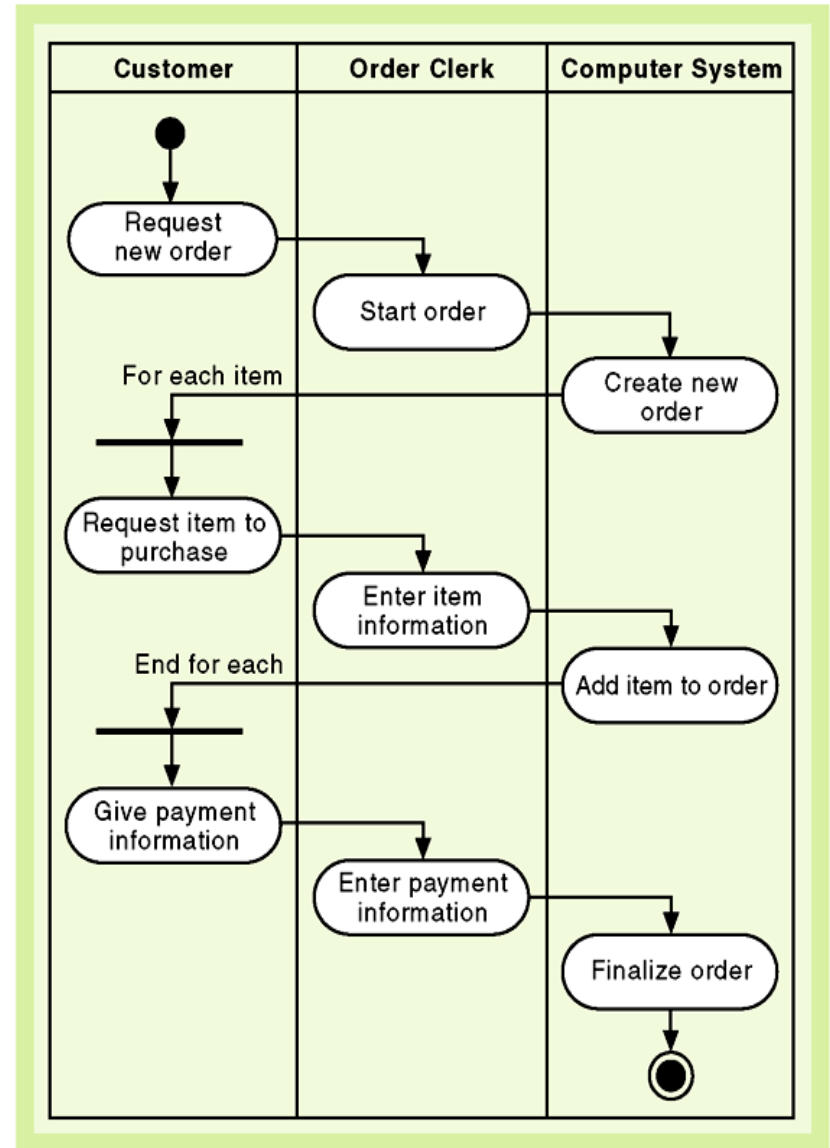 Customer
Order Clerk
Computer System
Request
new order
Start order
Create new
order
For each item
Request item to
purchase
Enter item
information
Add item to order
End for each
Give payment
information
Enter payment
information
Finalize order